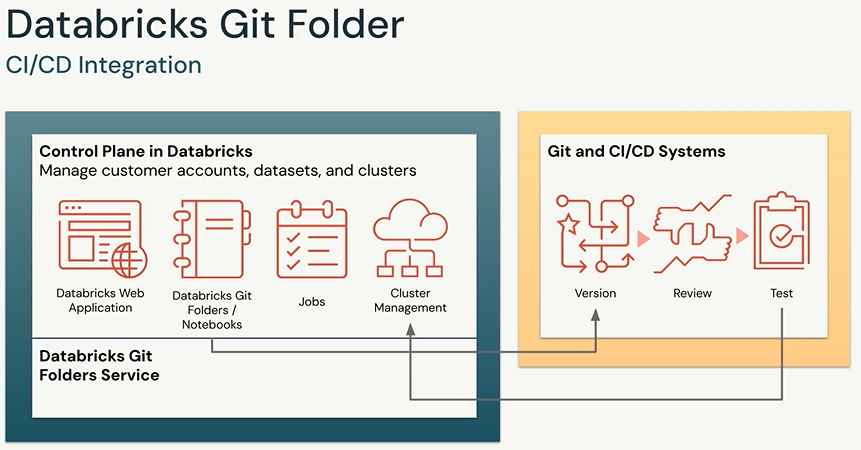 Databricks Git Folder
CI/CD Integration
Control Plane in Databricks
Manage customer accounts, datasets, and clusters
Databricks Web
Application
Databricks Git
Folders /
Notebooks
Jobs
Cluster
Management
Databricks Git
Folders Service
Git and CI/CD Systems
Version
Review
Test